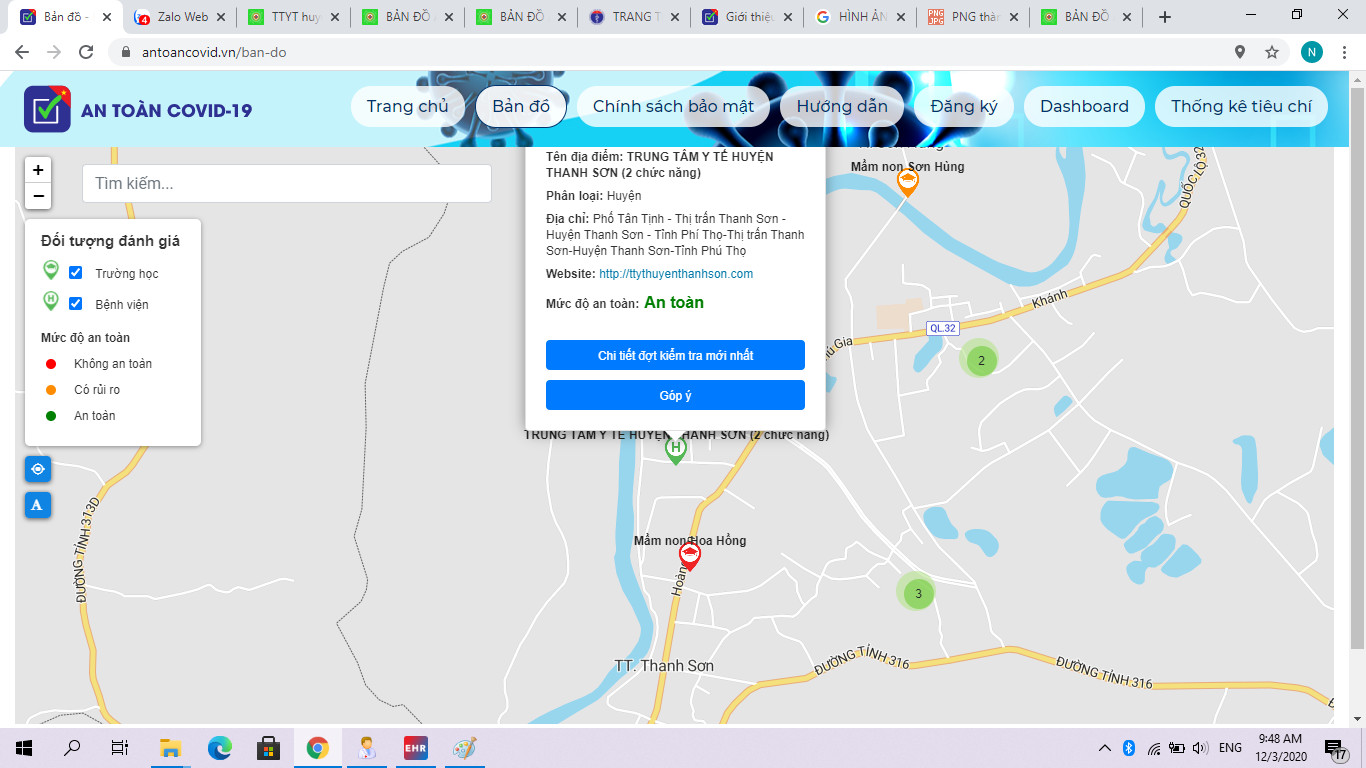 Bản đồ -
Zalo Web
TTYT huy
BẢN ĐỒ
BẢN ĐỒ
TRANG T
Giới thiệu
HÌNH ẢN
PNG thàn
BẢN ĐỒ
antoancovid.vn/ban-do
N
AN TOÀN COVID-19
Trang chủ
Bản đồ
Chính sách bảo mật
Hướng dẫn
Đăng ký
Dashboard
Thống kê tiêu chí
+
−
Tìm kiếm...
Đối tượng đánh giá
Trường học
H Bệnh viện
Mức độ an toàn
Không an toàn
Có rủi ro
An toàn
A
Tên địa điểm: TRUNG TÂM Y TẾ HUYỆN
THANH SƠN (2 chức năng)
Phân loại: Huyện
Địa chỉ: Phố Tân Tịnh - Thị trấn Thanh Sơn -
Huyện Thanh Sơn - Tỉnh Phí Thọ-Thị trấn Thanh
Sơn-Huyện Thanh Sơn-Tỉnh Phú Thọ
Website: http://ttythuyenthanhson.com
Mức độ an toàn: An toàn
Chi tiết đợt kiểm tra mới nhất
Góp ý
TRUNG TÂM Y TẾ HUYỆN THANH SƠN (2 chức năng)
H
Mầm non Sơn Hùng
QUỐC LỘ 32
Khánh
QL.32
Gia
2
Mầm non Hoa Hồng
Hoàng
3
TT. Thanh Sơn
ĐƯỜNG TỈNH 313D
ĐƯỜNG TỈNH 316
ĐƯỜNG TỈNH 316
EHR
ENG
9:48 AM
12/3/2020
17